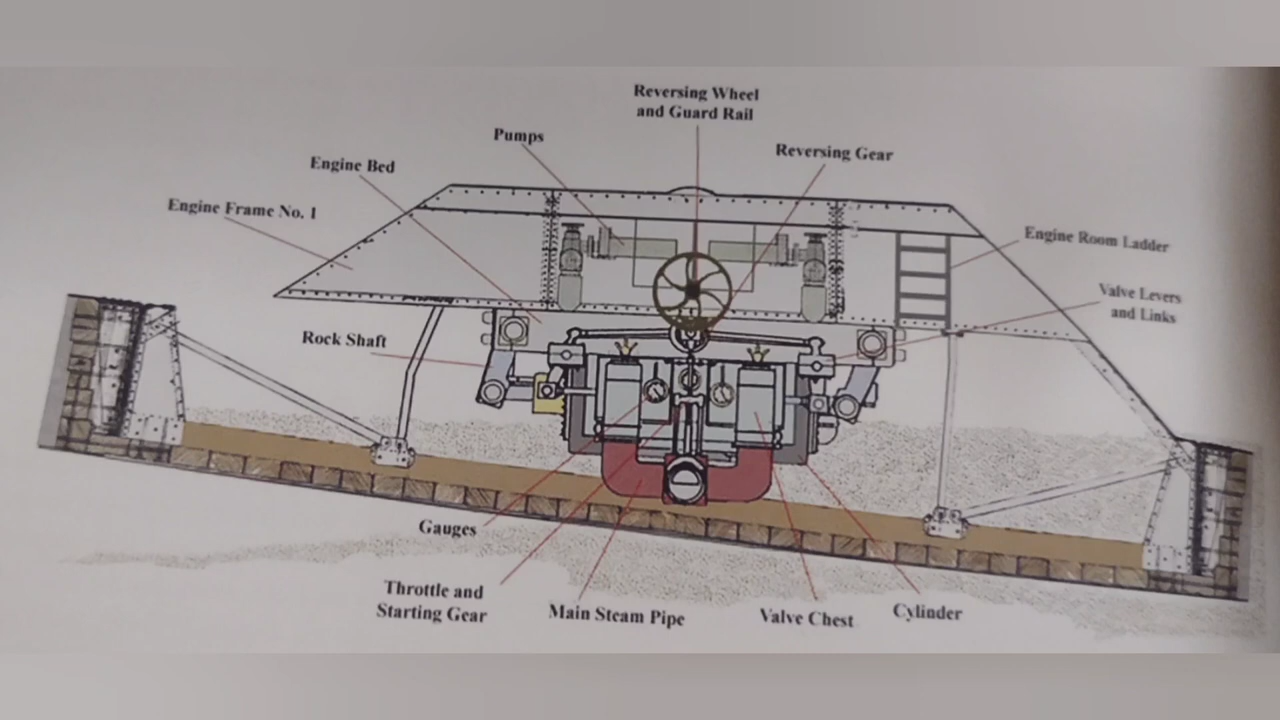 Reversing Wheel
and Guard Rail
Pumps
Reversing Gear
Engine Bed
Engine Frame No. 1
Engine Room Ladder
Valve Levers
and Links
Rock Shaft
Gauges
Throttle and
Starting Gear
Main Steam Pipe
Valve Chest
Cylinder